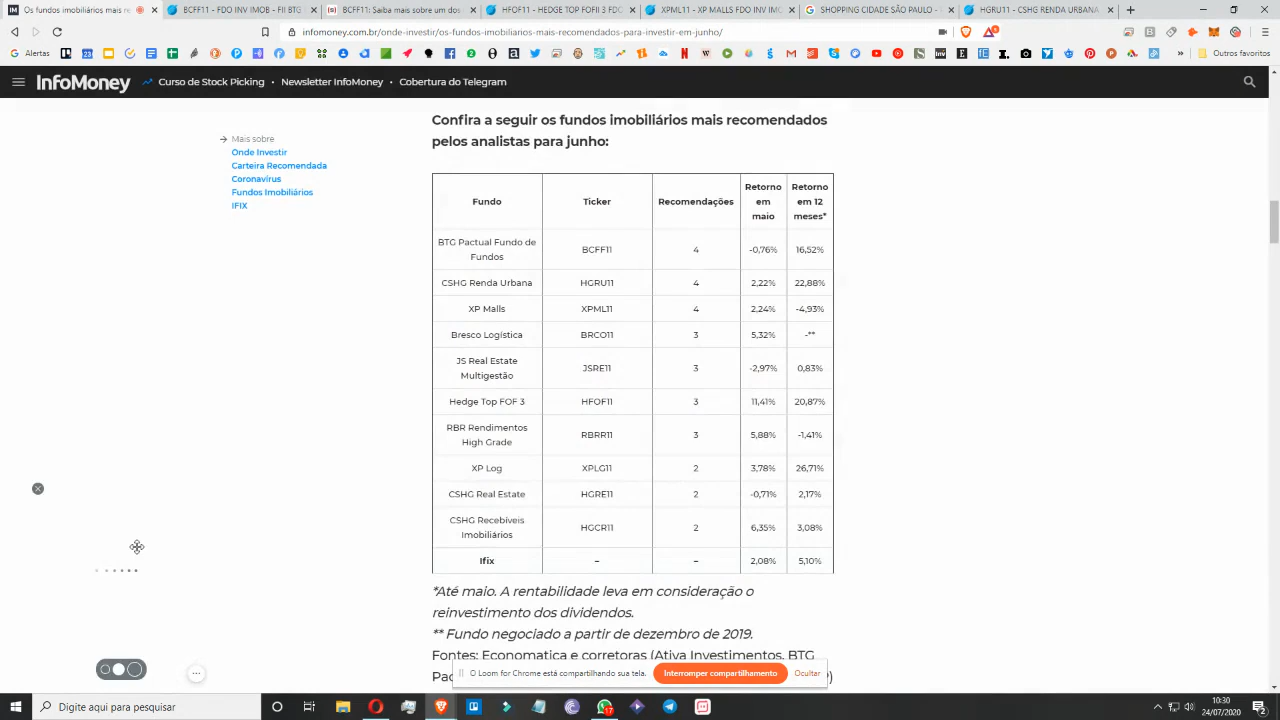 Os fundos imobiliários mais re
BCFF11 - FII BTG
BCFF11: Saiba mais sobre um dos
HFOF11 - HEDGE TOP FOFII 3 FDO
XPML11 - XP MALLS FDO INV IMO
SHOPPING CIDADE SÃO PAULO -
HGRU11 - CSHG RENDA URBANA
infomoney.com.br/onde-investir/os-fundos-imobiliarios-mais-recomendados-para-investir-em-junho/
Alertas
Outros favoritos
InfoMoney
Curso de Stock Picking • Newsletter InfoMoney • Cobertura do Telegram
Mais sobre
Onde Investir
Carteira Recomendada
Coronavírus
Fundos Imobiliários
IFIX
Confira a seguir os fundos imobiliários mais recomendados
pelos analistas para junho:
Fundo Ticker Recomendações Retorno em maio Retorno em 12 meses*
BTG Pactual Fundo de Fundos BCFF11 4 -0,76% 16,52%
CSHG Renda Urbana HGRU11 4 2,22% 22,88%
XP Malls XPML11 4 2,24% -4,93%
Bresco Logística BRCO11 3 5,32% -**
JS Real Estate Multigestão JSRE11 3 -2,97% 0,83%
Hedge Top FOF 3 HFOF11 3 11,41% 20,87%
RBR Rendimentos High Grade RBRR11 3 5,88% -1,41%
XP Log XPLG11 2 3,78% 26,71%
CSHG Real Estate HGRE11 2 -0,71% 2,17%
CSHG Recebíveis Imobiliários HGCR11 2 6,35% 3,08%
Ifix – – 2,08% 5,10%
*Até maio. A rentabilidade leva em consideração o
reinvestimento dos dividendos.
** Fundo negociado a partir de dezembro de 2019.
Fontes: Economatica e corretoras (Ativa Investimentos, BTG
O Loom for Chrome está compartilhando sua tela.
Interromper compartilhamento
Ocultar
Digite aqui para pesquisar
17
10:30
24/07/2020
2